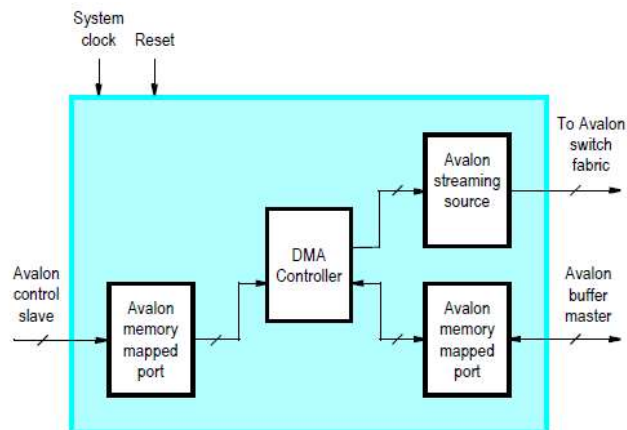 System
clock
Reset
To Avalon
switch
fabric
Avalon
streaming
source
DMA
Controller
Avalon
control
slave
Avalon
memory
mapped
port
Avalon
memory
mapped
port
Avalon
buffer
master